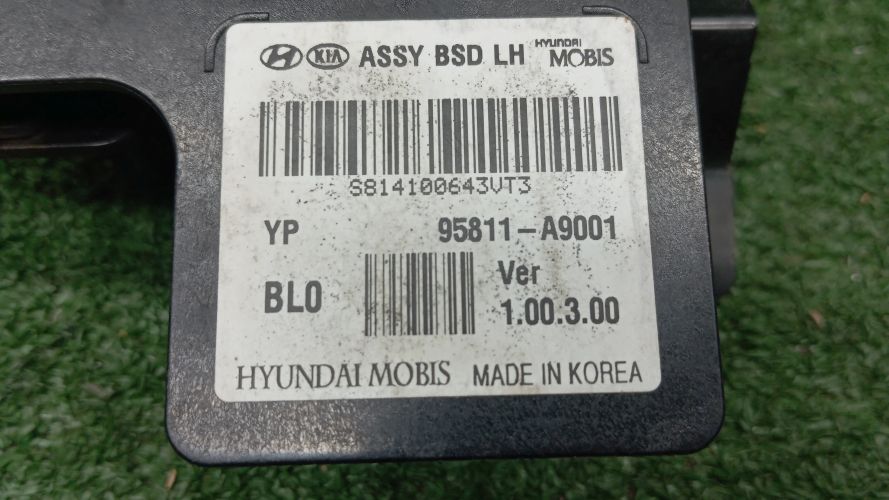 KIA ASSY BSD LH HYUNDAI MOBIS
S814100643VT3
YP 95811-A9001
BL0 Ver 1.00.3.00
HYUNDAI MOBIS MADE IN KOREA